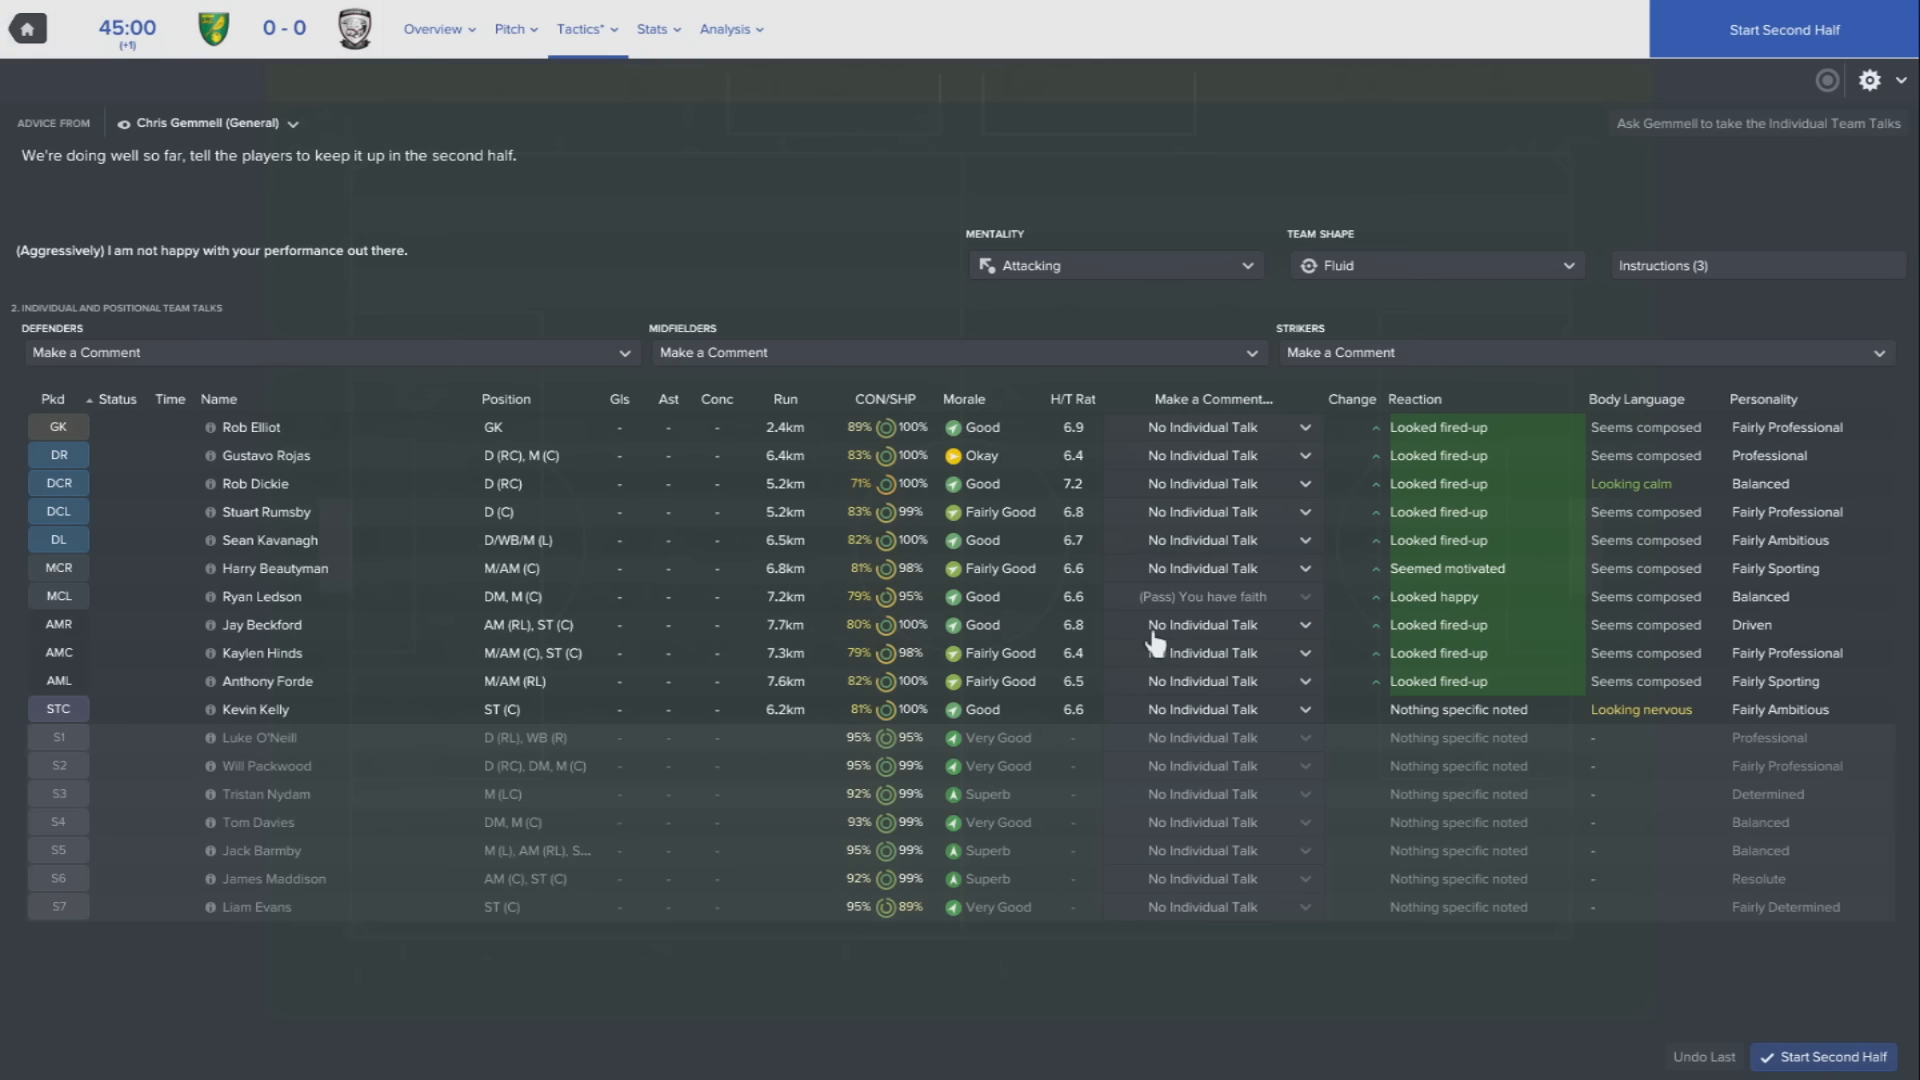 45:00
(+1)
0 - 0
Overview
Pitch
Tactics*
Stats
Analysis
Start Second Half
ADVICE FROM
Chris Gemmell (General)
Ask Gemmell to take the Individual Team Talks
We're doing well so far, tell the players to keep it up in the second half.
(Aggressively) I am not happy with your performance out there.
MENTALITY
TEAM SHAPE
Attacking
Fluid
Instructions (3)
2. INDIVIDUAL AND POSITIONAL TEAM TALKS
DEFENDERS MIDFIELDERS STRIKERS
Make a Comment Make a Comment Make a Comment
Pkd Status Time Name Position Gls Ast Conc Run CON/SHP Morale H/T Rat Make a Comment... Change Reaction Body Language Personality
GK Rob Elliot GK - - - 2.4km 89% 100% Good 6.9 No Individual Talk Looked fired-up Seems composed Fairly Professional
DR Gustavo Rojas D (RC), M (C) - - - 6.4km 83% 100% Okay 6.4 No Individual Talk Looked fired-up Seems composed Professional
DCR Rob Dickie D (RC) - - - 5.2km 71% 100% Good 7.2 No Individual Talk Looked fired-up Looking calm Balanced
DCL Stuart Rumsby D (C) - - - 5.2km 83% 99% Fairly Good 6.8 No Individual Talk Looked fired-up Seems composed Fairly Professional
DL Sean Kavanagh D/WB/M (L) - - - 6.5km 82% 100% Good 6.7 No Individual Talk Looked fired-up Seems composed Fairly Ambitious
MCR Harry Beautyman M/AM (C) - - - 6.8km 81% 98% Fairly Good 6.6 No Individual Talk Seemed motivated Seems composed Fairly Sporting
MCL Ryan Ledson DM, M (C) - - - 7.2km 79% 95% Good 6.6 (Pass) You have faith Looked happy Seems composed Balanced
AMR Jay Beckford AM (RL), ST (C) - - - 7.7km 80% 100% Good 6.8 No Individual Talk Looked fired-up Seems composed Driven
AMC Kaylen Hinds M/AM (C), ST (C) - - - 7.3km 79% 98% Fairly Good 6.4 Individual Talk Looked fired-up Seems composed Fairly Professional
AML Anthony Forde M/AM (RL) - - - 7.6km 82% 100% Fairly Good 6.5 No Individual Talk Looked fired-up Seems composed Fairly Sporting
STC Kevin Kelly ST (C) - - - 6.2km 81% 100% Good 6.6 No Individual Talk Nothing specific noted Looking nervous Fairly Ambitious
S1 Luke O'Neill D (RL), WB (R) - - - 95% 95% Very Good - No Individual Talk Nothing specific noted - Professional
S2 Will Packwood D (RC), DM, M (C) - - - 95% 99% Very Good - No Individual Talk Nothing specific noted - Fairly Professional
S3 Tristan Nydam M (LC) - - - 92% 99% Superb - No Individual Talk Nothing specific noted - Determined
S4 Tom Davies DM, M (C) - - - 93% 99% Very Good - No Individual Talk Nothing specific noted - Balanced
S5 Jack Barmby M (L), AM (RL), S... - - - 95% 99% Superb - No Individual Talk Nothing specific noted - Balanced
S6 James Maddison AM (C), ST (C) - - - 92% 99% Superb - No Individual Talk Nothing specific noted - Resolute
S7 Liam Evans ST (C) - - - 95% 89% Very Good - No Individual Talk Nothing specific noted - Fairly Determined
Undo Last
Start Second Half